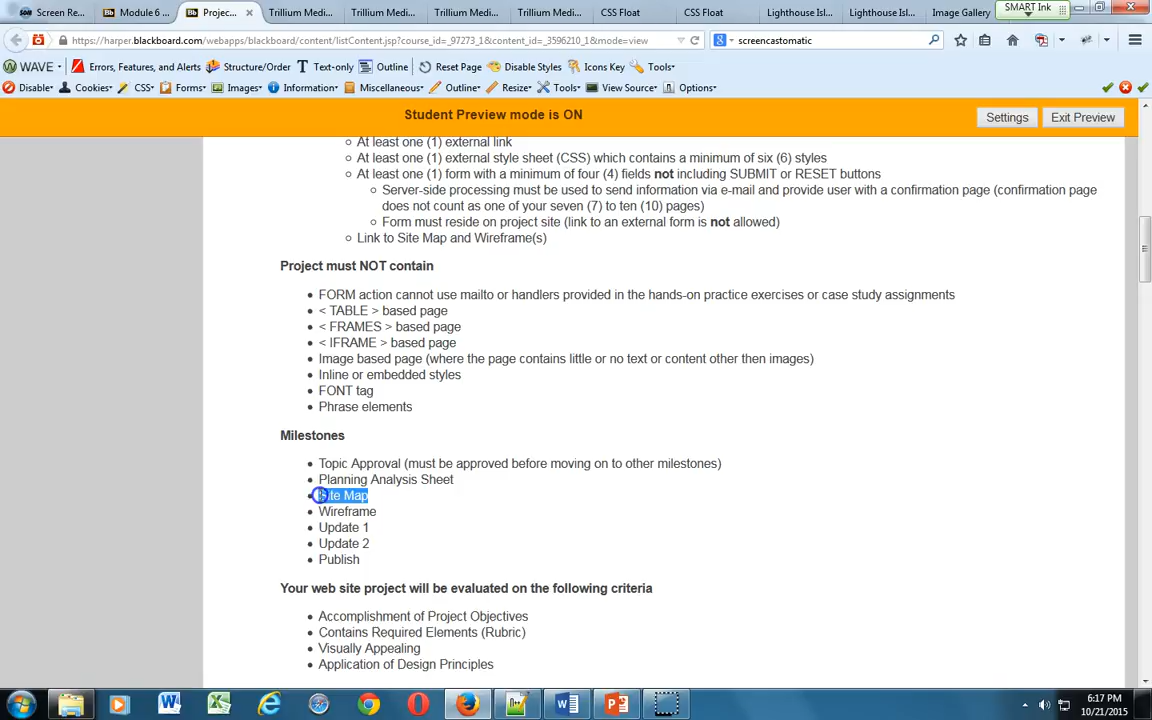 Screen Re...
Module 6 ...
Projec...
Trillium Medi...
Trillium Medi...
Trillium Medi...
Trillium Medi...
CSS Float
CSS Float
Lighthouse Isl...
Lighthouse Isl...
Image Gallery
SMART Ink
https://harper.blackboard.com/webapps/blackboard/content/listContent.jsp?course_id=_97273_1&content_id=_3596210_1&mode=view
screencastomatic
WAVE
Errors, Features, and Alerts
Structure/Order
Text-only
Outline
Reset Page
Disable Styles
Icons Key
Tools
Disable
Cookies
CSS
Forms
Images
Information
Miscellaneous
Outline
Resize
Tools
View Source
Options
Student Preview mode is ON
Settings
Exit Preview
At least one (1) external link
At least one (1) external style sheet (CSS) which contains a minimum of six (6) styles
At least one (1) form with a minimum of four (4) fields not including SUBMIT or RESET buttons
Server-side processing must be used to send information via e-mail and provide user with a confirmation page (confirmation page
does not count as one of your seven (7) to ten (10) pages)
Form must reside on project site (link to an external form is not allowed)
Link to Site Map and Wireframe(s)
Project must NOT contain
FORM action cannot use mailto or handlers provided in the hands-on practice exercises or case study assignments
< TABLE > based page
< FRAMES > based page
< IFRAME > based page
Image based page (where the page contains little or no text or content other then images)
Inline or embedded styles
FONT tag
Phrase elements
Milestones
Topic Approval (must be approved before moving on to other milestones)
Planning Analysis Sheet
Site Map
Wireframe
Update 1
Update 2
Publish
Your web site project will be evaluated on the following criteria
Accomplishment of Project Objectives
Contains Required Elements (Rubric)
Visually Appealing
Application of Design Principles
6:17 PM
10/21/2015